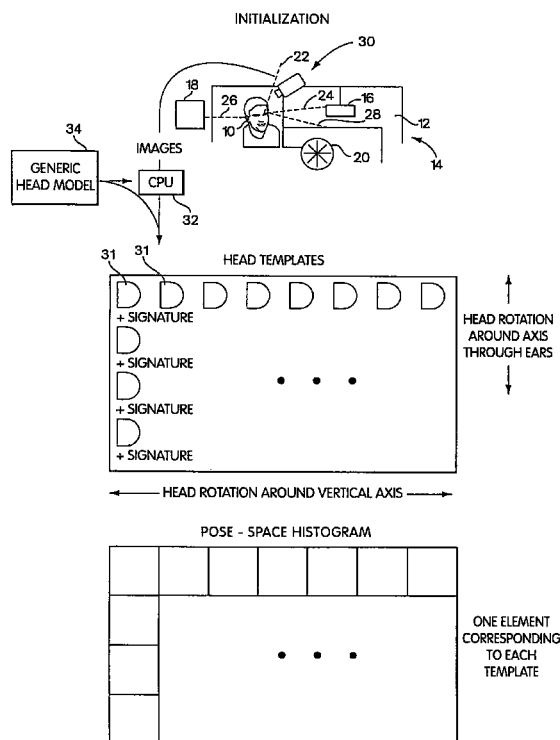 INITIALIZATION
22
30
18
24
16
26
10
28
12
34
IMAGES
20
14
GENERIC
HEAD MODEL
CPU
32
31
31
HEAD TEMPLATES
+ SIGNATURE
+ SIGNATURE
+ SIGNATURE
+ SIGNATURE
HEAD ROTATION
AROUND AXIS
THROUGH EARS
HEAD ROTATION AROUND VERTICAL AXIS
POSE - SPACE HISTOGRAM
ONE ELEMENT
CORRESPONDING
TO EACH
TEMPLATE